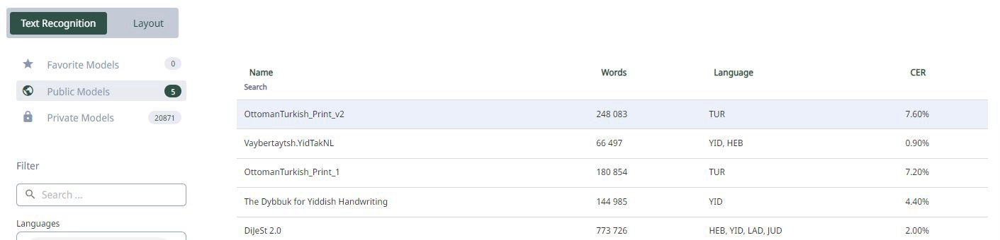 Text Recognition Layout
Favorite Models 0
Public Models 5
Private Models 20871
Filter
Search ...
Languages
Name Words Language CER
Search
OttomanTurkish_Print_v2 248 083 TUR 7.60%
Vaybertaytsh.YidTakNL 66 497 YID, HEB 0.90%
OttomanTurkish_Print_1 180 854 TUR 7.20%
The Dybbuk for Yiddish Handwriting 144 985 YID 4.40%
DiJeSt 2.0 773 726 HEB, YID, LAD, JUD 2.00%